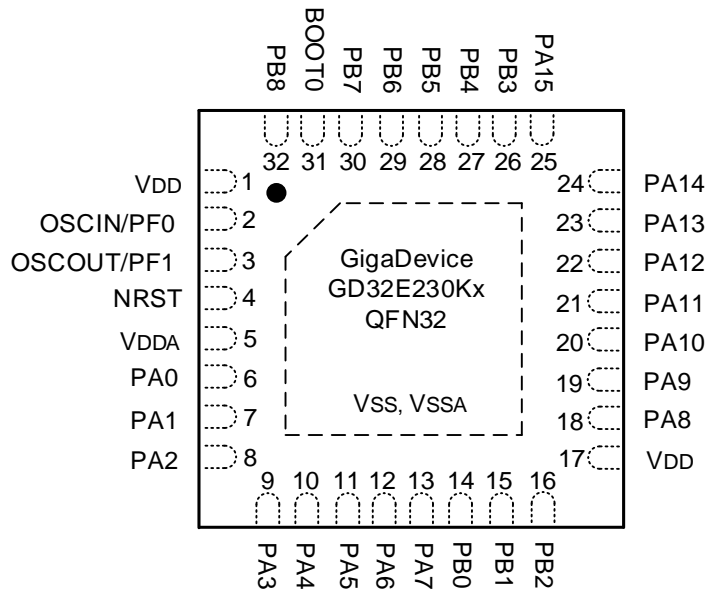 PB8
BOOT0
PB7
PB6
PB5
PB4
PB3
PA15
32
31
30
29
28
27
26
25
VDD
1
OSCIN/PF0
2
OSCOUT/PF1
3
NRST
4
VDDA
5
PA0
6
PA1
7
PA2
8
GigaDevice
GD32E230Kx
QFN32
VSS, VSSA
24
PA14
23
PA13
22
PA12
21
PA11
20
PA10
19
PA9
18
PA8
17
VDD
9
10
11
12
13
14
15
16
PA3
PA4
PA5
PA6
PA7
PB0
PB1
PB2